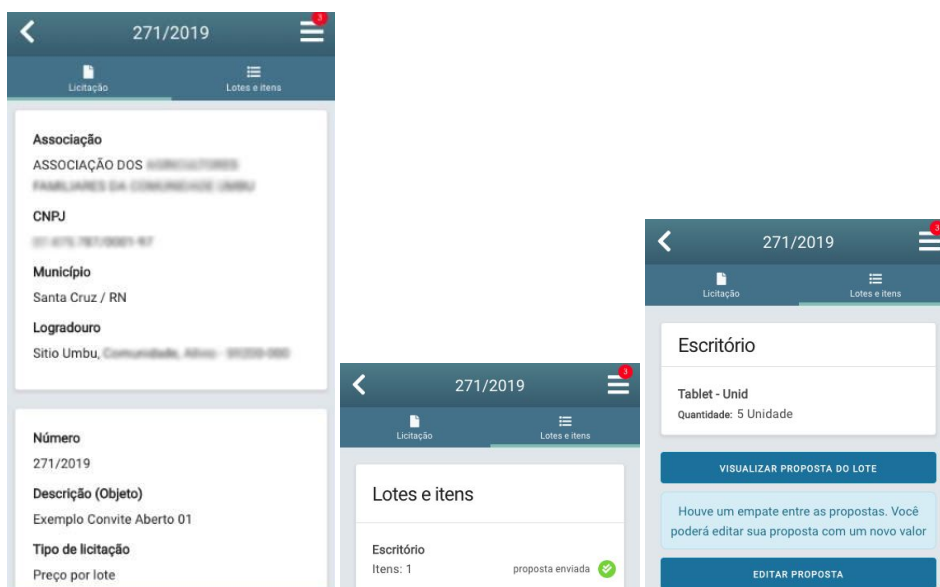 271/2019
3
Licitação
Lotes e itens
Associação
ASSOCIAÇÃO DOS
CNPJ
Município
Santa Cruz / RN
Logradouro
Sitio Umbu,
Número
271/2019
Descrição (Objeto)
Exemplo Convite Aberto 01
Tipo de licitação
Preço por lote
271/2019
3
Licitação
Lotes e itens
Lotes e itens
Escritório
Itens: 1
proposta enviada
271/2019
3
Licitação
Lotes e itens
Escritório
Tablet - Unid
Quantidade: 5 Unidade
VISUALIZAR PROPOSTA DO LOTE
Houve um empate entre as propostas. Você
poderá editar sua proposta com um novo valor
EDITAR PROPOSTA